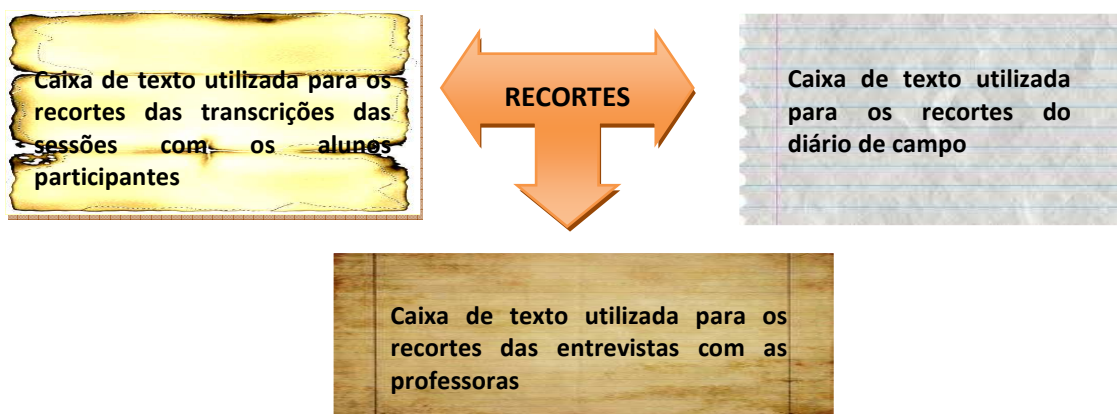 Caixa de texto utilizada para os
recortes das transcrições das
sessões com os alunos
participantes
RECORTES
Caixa de texto utilizada
para os recortes do
diário de campo
Caixa de texto utilizada para os
recortes das entrevistas com as
professoras